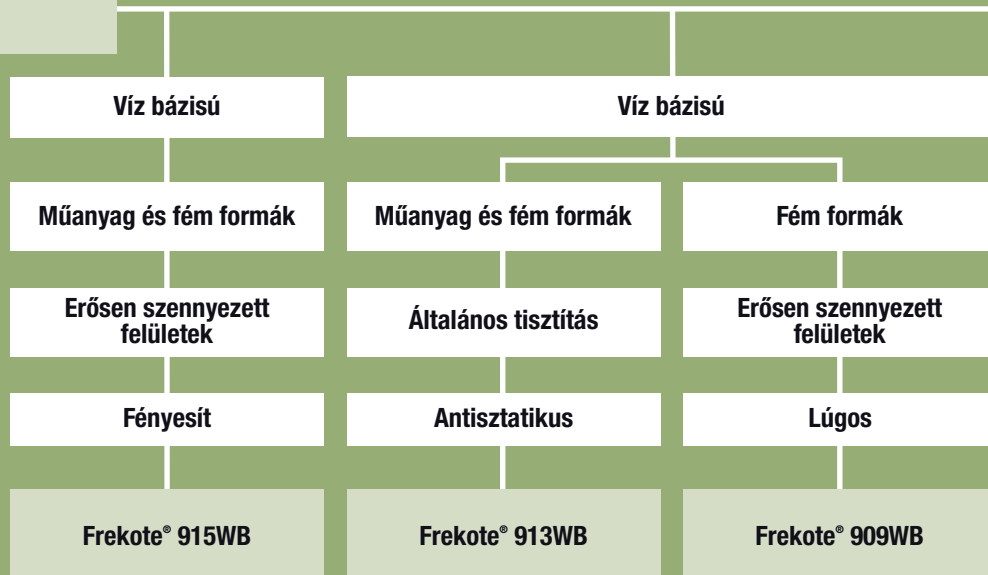 Víz bázisú
Víz bázisú
Műanyag és fém formák
Műanyag és fém formák
Fém formák
Erősen szennyezett
felületek
Általános tisztítás
Erősen szennyezett
felületek
Fényesít
Antisztatikus
Lúgos
Frekote® 915WB
Frekote® 913WB
Frekote® 909WB